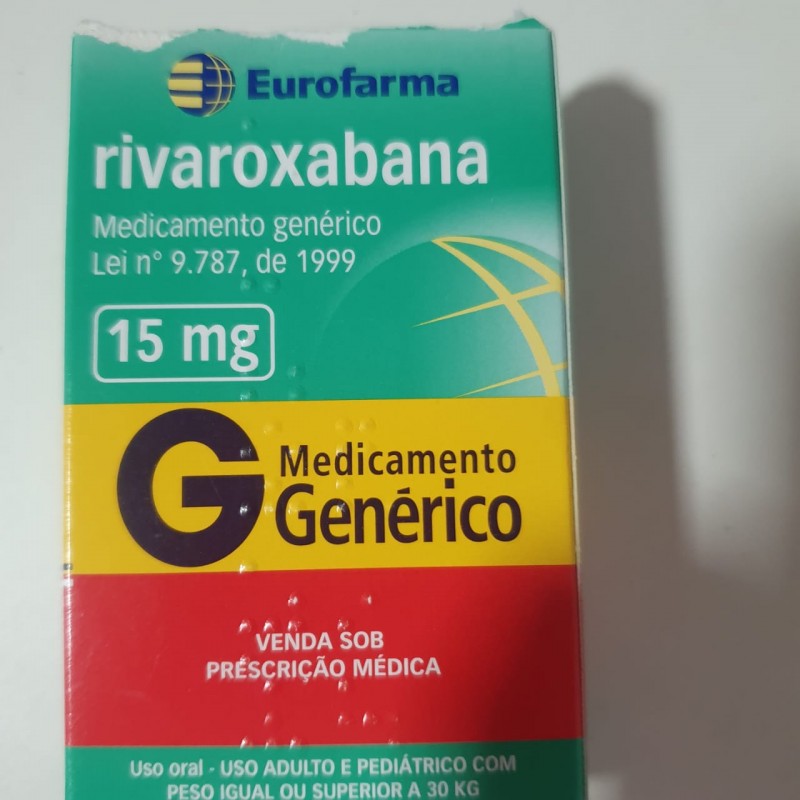 Eurofarma
rivaroxabana
Medicamento genérico
Lei n° 9.787, de 1999
15 mg
G Medicamento
Genérico
VENDA SOB
PRESCRIÇÃO MÉDICA
Uso oral - USO ADULTO E PEDIÁTRICO COM
PESO IGUAL OU SUPERIOR A 30 KG